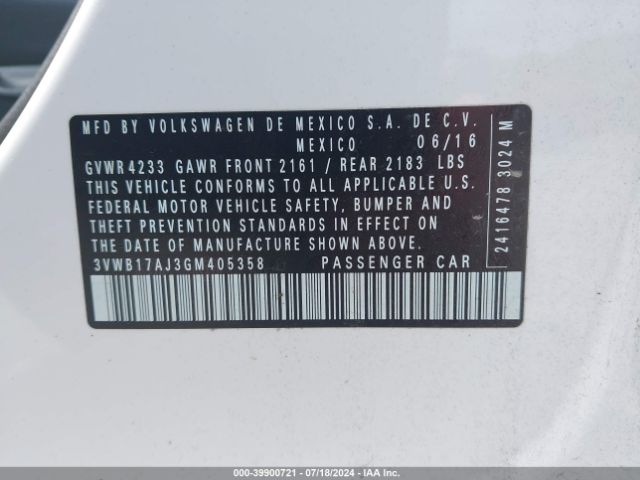 MFD BY VOLKSWAGEN DE MEXICO S.A. DE C.V.
MEXICO 06/16
GVWR 4233 GAWR FRONT 2161 / REAR 2183 LBS
THIS VEHICLE CONFORMS TO ALL APPLICABLE U.S.
FEDERAL MOTOR VEHICLE SAFETY, BUMPER AND
THEFT PREVENTION STANDARDS IN EFFECT ON
THE DATE OF MANUFACTURE SHOWN ABOVE.
3VWB17AJ3GM405358 PASSENGER CAR
2416478 3024 M
000-39900721 - 07/18/2024 - IAAI.COM